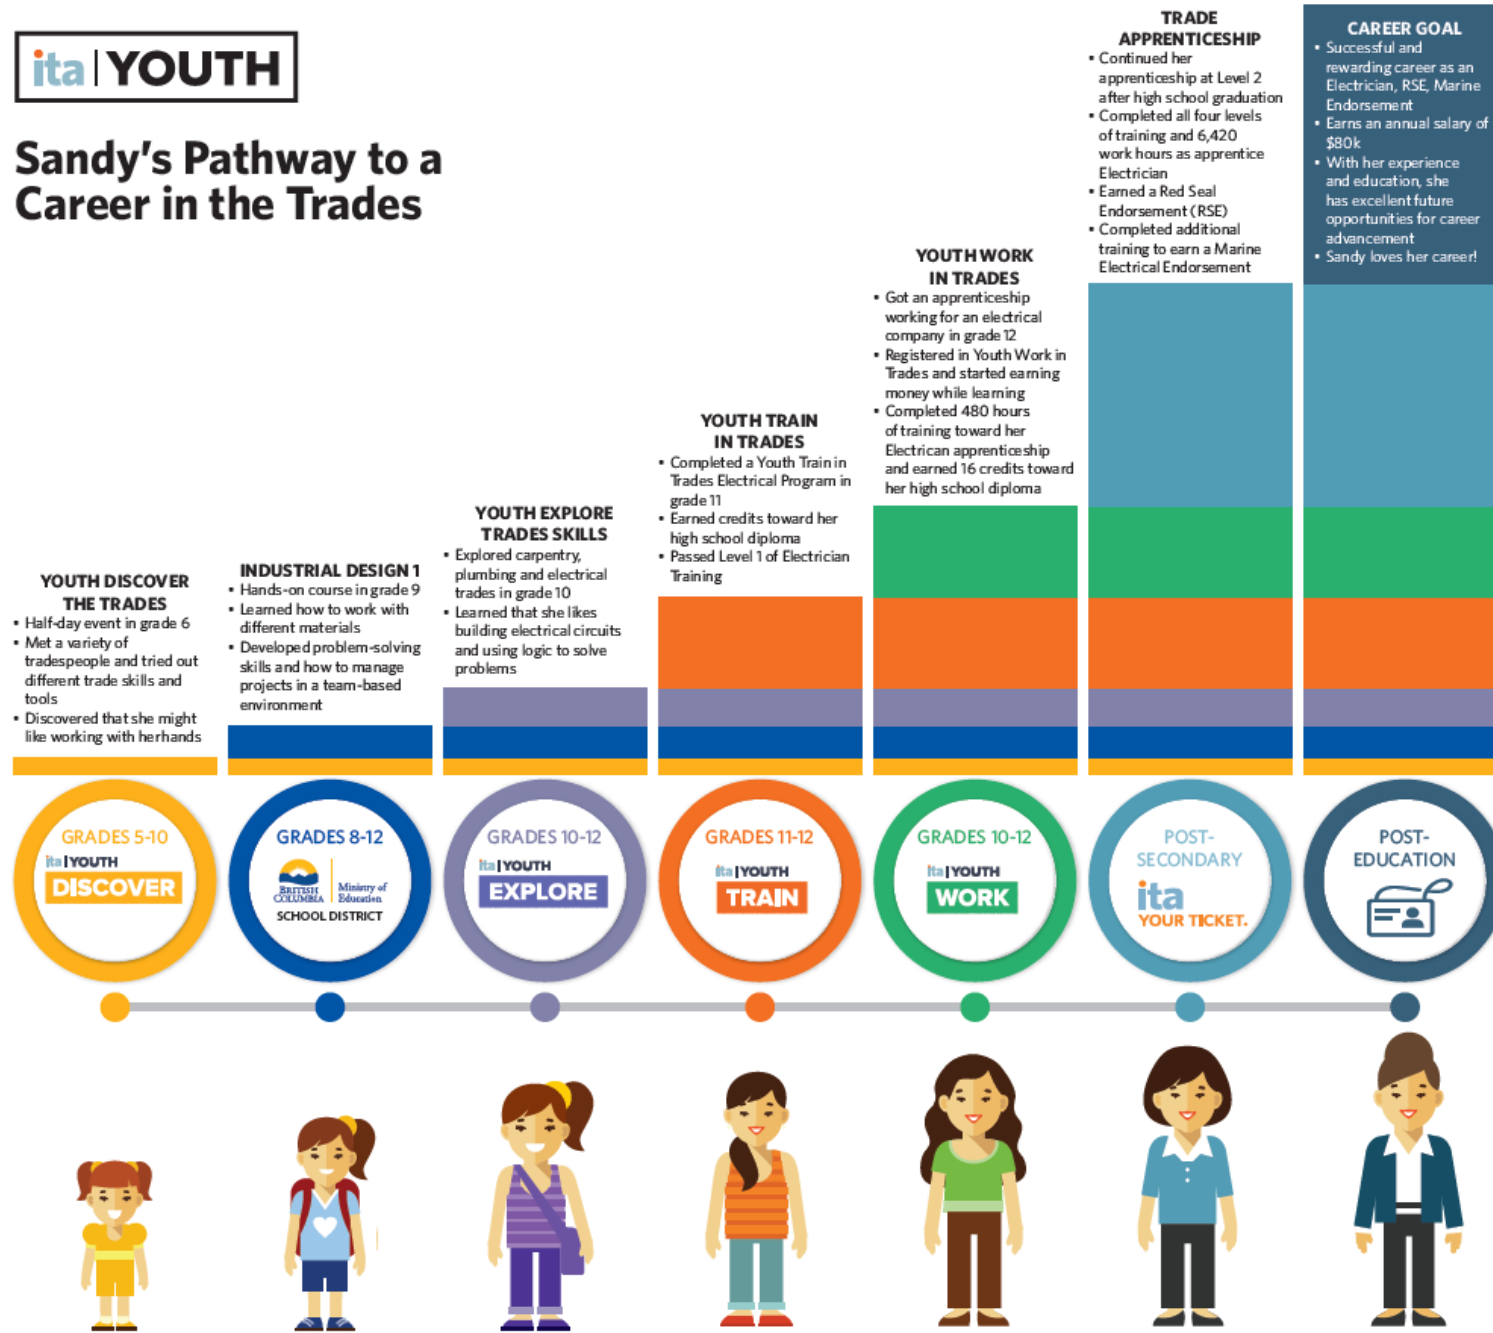 ita | YOUTH
Sandy's Pathway to a
Career in the Trades
YOUTH DISCOVER
THE TRADES
▪ Half-day event in grade 6
▪ Met a variety of
tradespeople and tried out
different trade skills and
tools
▪ Discovered that she might
like working with her hands
INDUSTRIAL DESIGN 1
▪ Hands-on course in grade 9
▪ Learned how to work with
different materials
▪ Developed problem-solving
skills and how to manage
projects in a team-based
environment
YOUTH EXPLORE
TRADES SKILLS
▪ Explored carpentry,
plumbing and electrical
trades in grade 10
▪ Learned that she likes
building electrical circuits
and using logic to solve
problems
YOUTH TRAIN
IN TRADES
▪ Completed a Youth Train in
Trades Electrical Program in
grade 11
▪ Earned credits toward her
high school diploma
▪ Passed Level 1 of Electrician
Training
YOUTH WORK
IN TRADES
▪ Got an apprenticeship
working for an electrical
company in grade 12
▪ Registered in Youth Work in
Trades and started earning
money while learning
▪ Completed 480 hours
of training toward her
Electrican apprenticeship
and earned 16 credits toward
her high school diploma
TRADE
APPRENTICESHIP
▪ Continued her
apprenticeship at Level 2
after high school graduation
▪ Completed all four levels
of training and 6,420
work hours as apprentice
Electrician
▪ Earned a Red Seal
Endorsement (RSE)
▪ Completed additional
training to earn a Marine
Electrical Endorsement
CAREER GOAL
▪ Successful and
rewarding career as an
Electrician, RSE, Marine
Endorsement
▪ Earns an annual salary of
$80k
▪ With her experience
and education, she
has excellent future
opportunities for career
advancement
▪ Sandy loves her career!
GRADES 5-10
ita | YOUTH
DISCOVER
GRADES 8-12
BRITISH
COLUMBIA
Ministry of
Education
SCHOOL DISTRICT
GRADES 10-12
ita | YOUTH
EXPLORE
GRADES 11-12
ita | YOUTH
TRAIN
GRADES 10-12
ita | YOUTH
WORK
POST-
SECONDARY
ita
YOUR TICKET.
POST-
EDUCATION